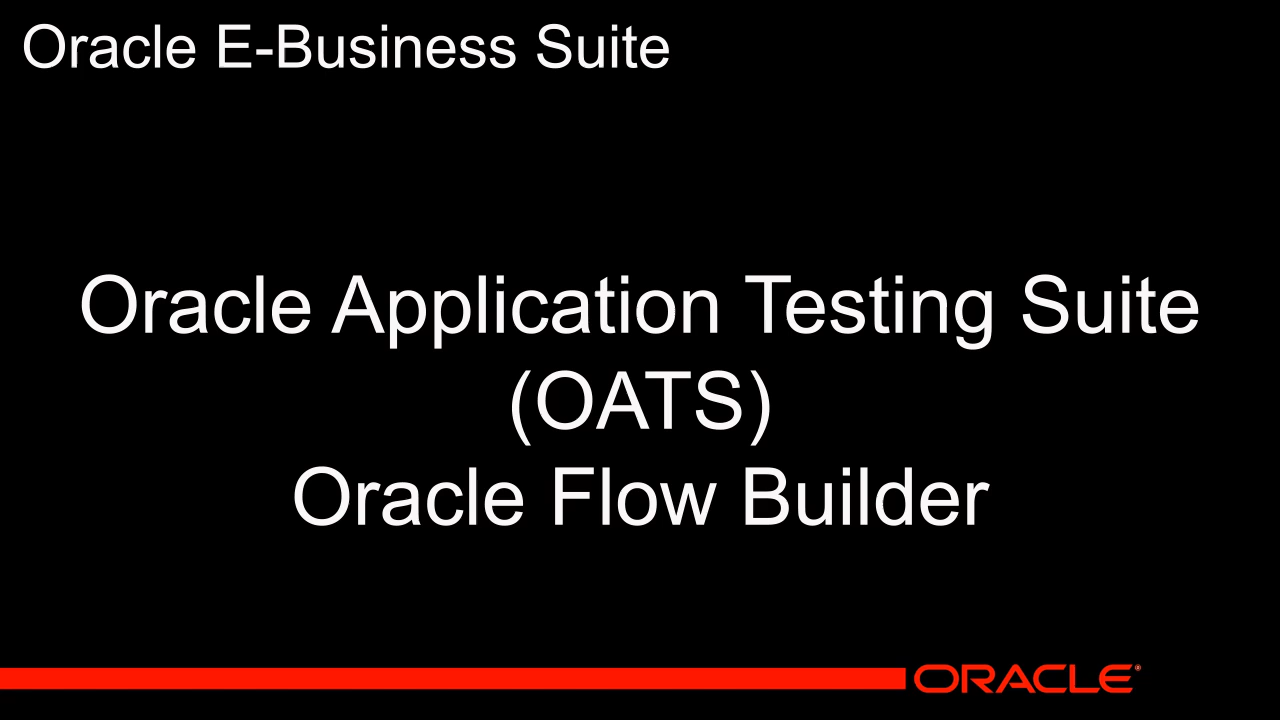 Oracle E-Business Suite
Oracle Application Testing Suite
(OATS)
Oracle Flow Builder
ORACLE®